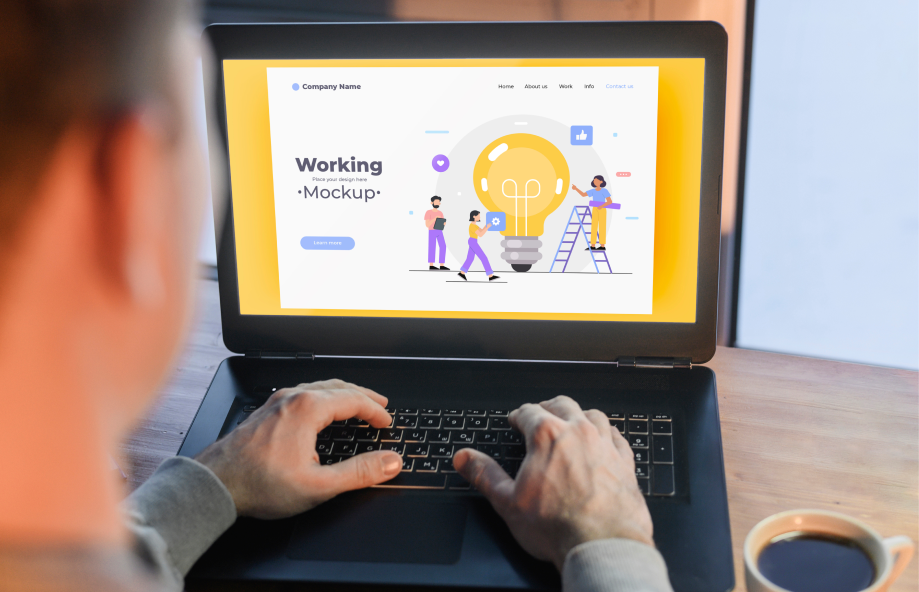 Company Name
Home About us Work Info Contact us
Working
Place your design here
•Mockup•
Learn more